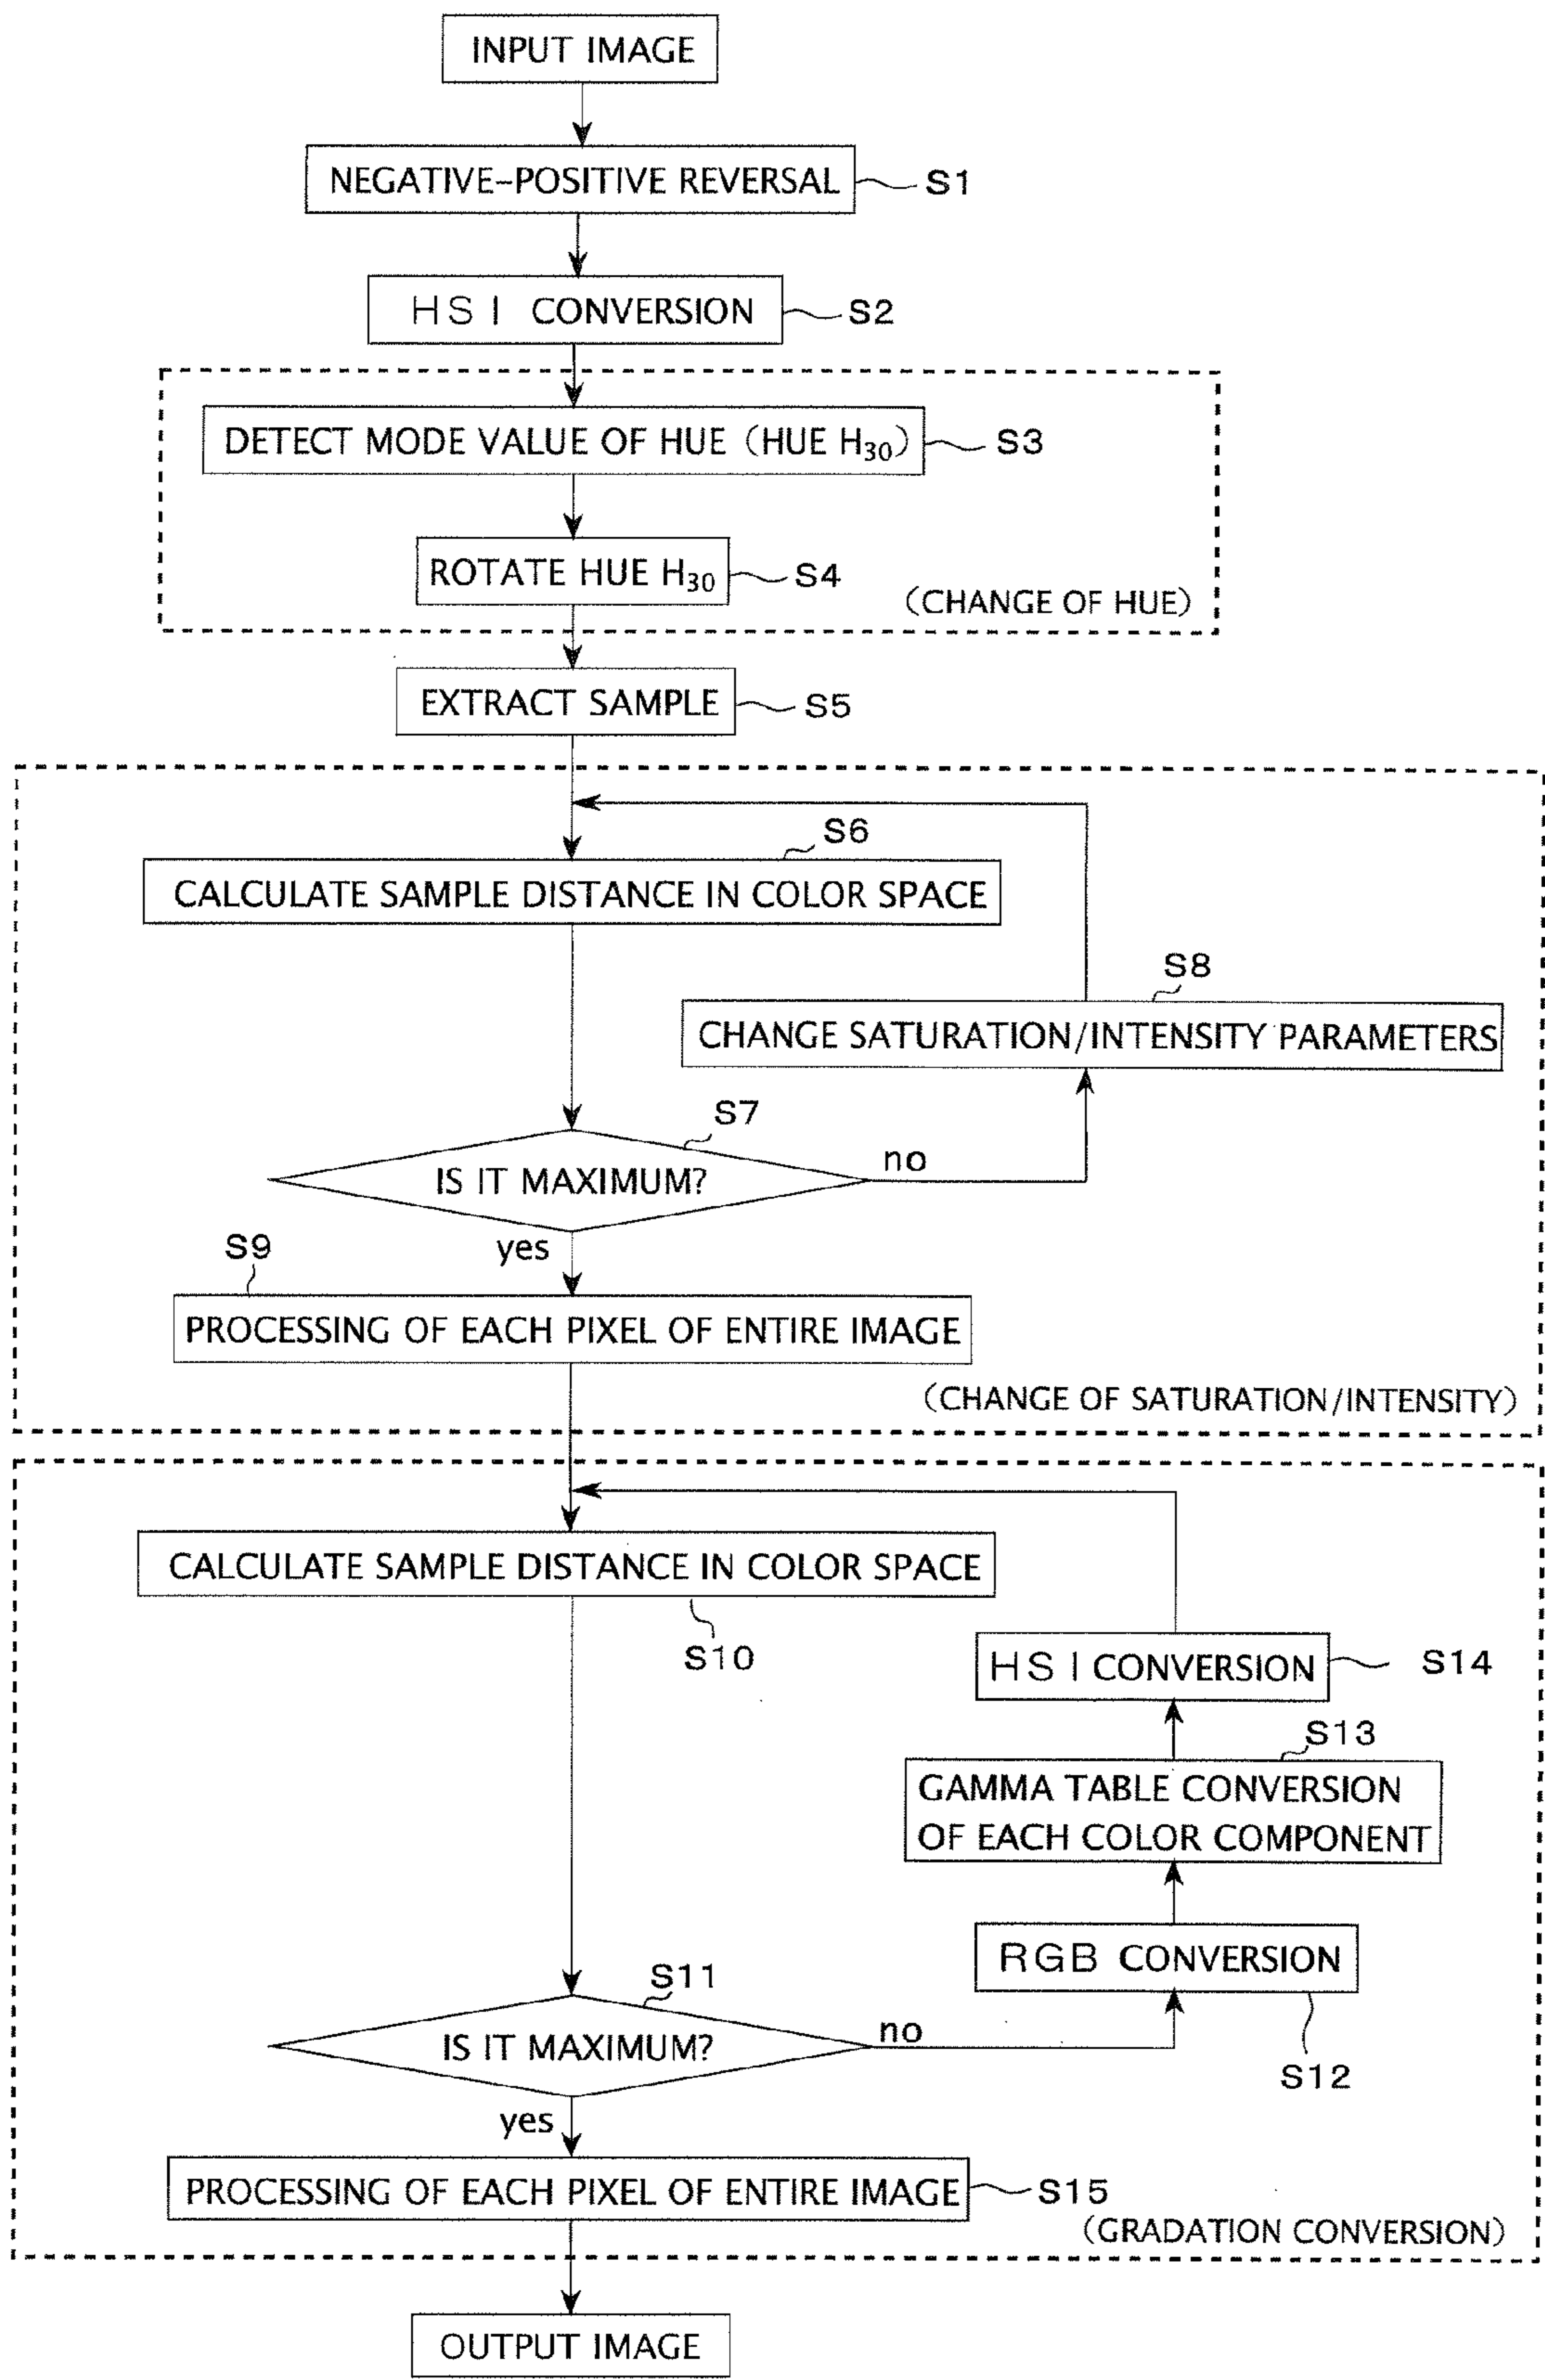 INPUT IMAGE
NEGATIVE-POSITIVE REVERSAL
S1
HSI CONVERSION
S2
DETECT MODE VALUE OF HUE (HUE H₃₀)
S3
ROTATE HUE H₃₀
S4
(CHANGE OF HUE)
EXTRACT SAMPLE
S5
S6
CALCULATE SAMPLE DISTANCE IN COLOR SPACE
S8
CHANGE SATURATION/INTENSITY PARAMETERS
S7
IS IT MAXIMUM?
no
yes
S9
PROCESSING OF EACH PIXEL OF ENTIRE IMAGE
(CHANGE OF SATURATION/INTENSITY)
CALCULATE SAMPLE DISTANCE IN COLOR SPACE
S10
HSI CONVERSION
S14
S13
GAMMA TABLE CONVERSION
OF EACH COLOR COMPONENT
RGB CONVERSION
S12
S11
IS IT MAXIMUM?
no
yes
PROCESSING OF EACH PIXEL OF ENTIRE IMAGE
S15
(GRADATION CONVERSION)
OUTPUT IMAGE